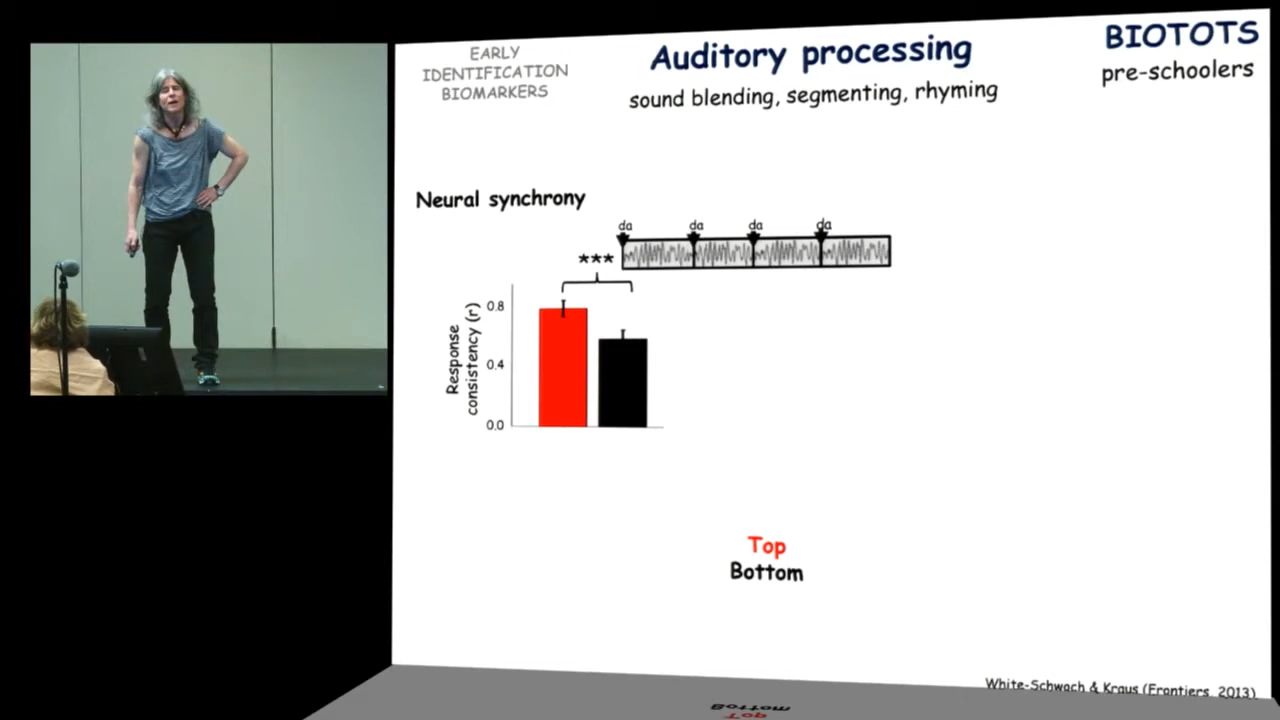 EARLY
IDENTIFICATION
BIOMARKERS
Auditory processing
sound blending, segmenting, rhyming
BIOTOTS
pre-schoolers
Neural synchrony
da da da da
***
Response
consistency (r)
0.8
0.4
0.0
Top
Bottom
White-Schwoch & Kraus (Frontiers, 2013)